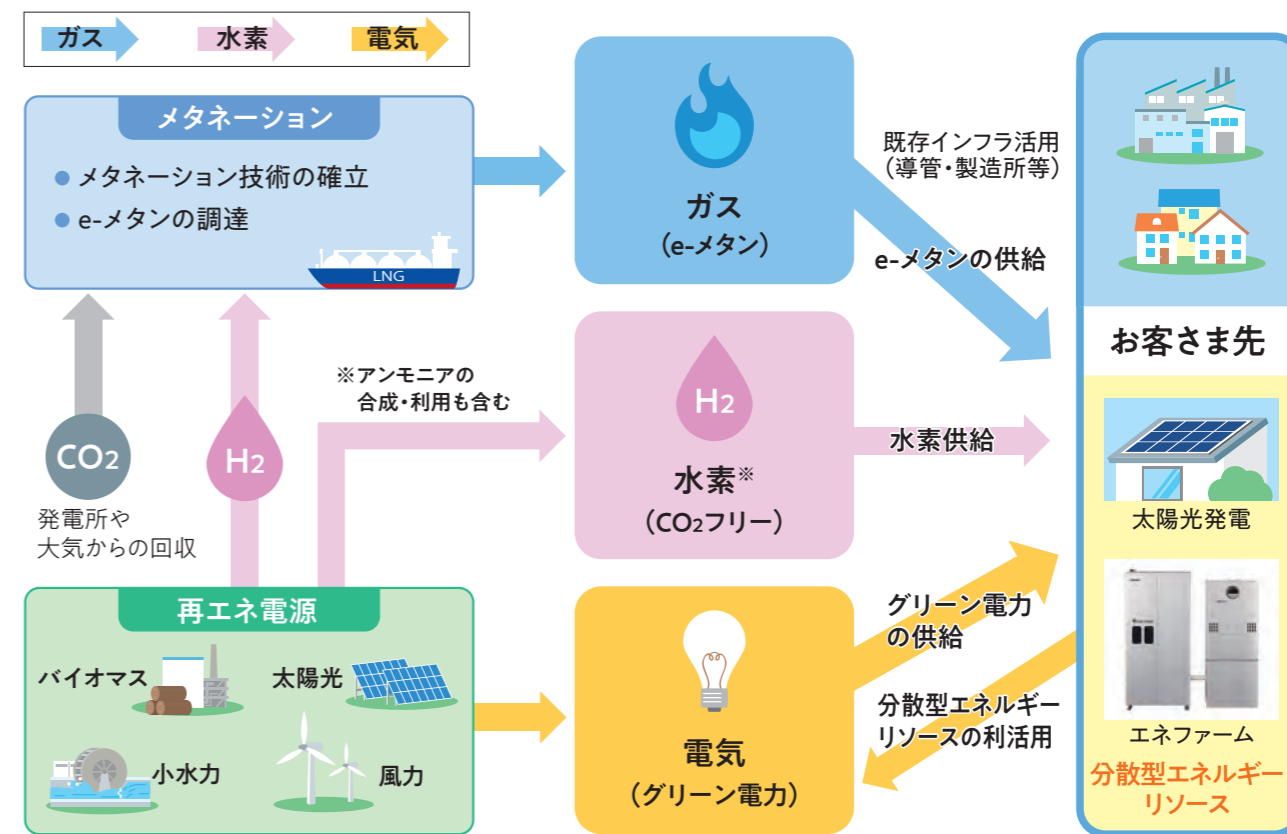 ガス
水素
電気
メタネーション
● メタネーション技術の確立
● e-メタンの調達
LNG
CO2
発電所や
大気からの回収
H2
※アンモニアの
合成・利用も含む
再エネ電源
バイオマス
太陽光
小水力
風力
ガス
（e-メタン）
H2
水素※
（CO2フリー）
電気
（グリーン電力）
既存インフラ活用
（導管・製造所等）
e-メタンの供給
水素供給
グリーン電力
の供給
分散型エネルギー
リソースの利活用
お客さま先
太陽光発電
エネファーム
分散型エネルギー
リソース